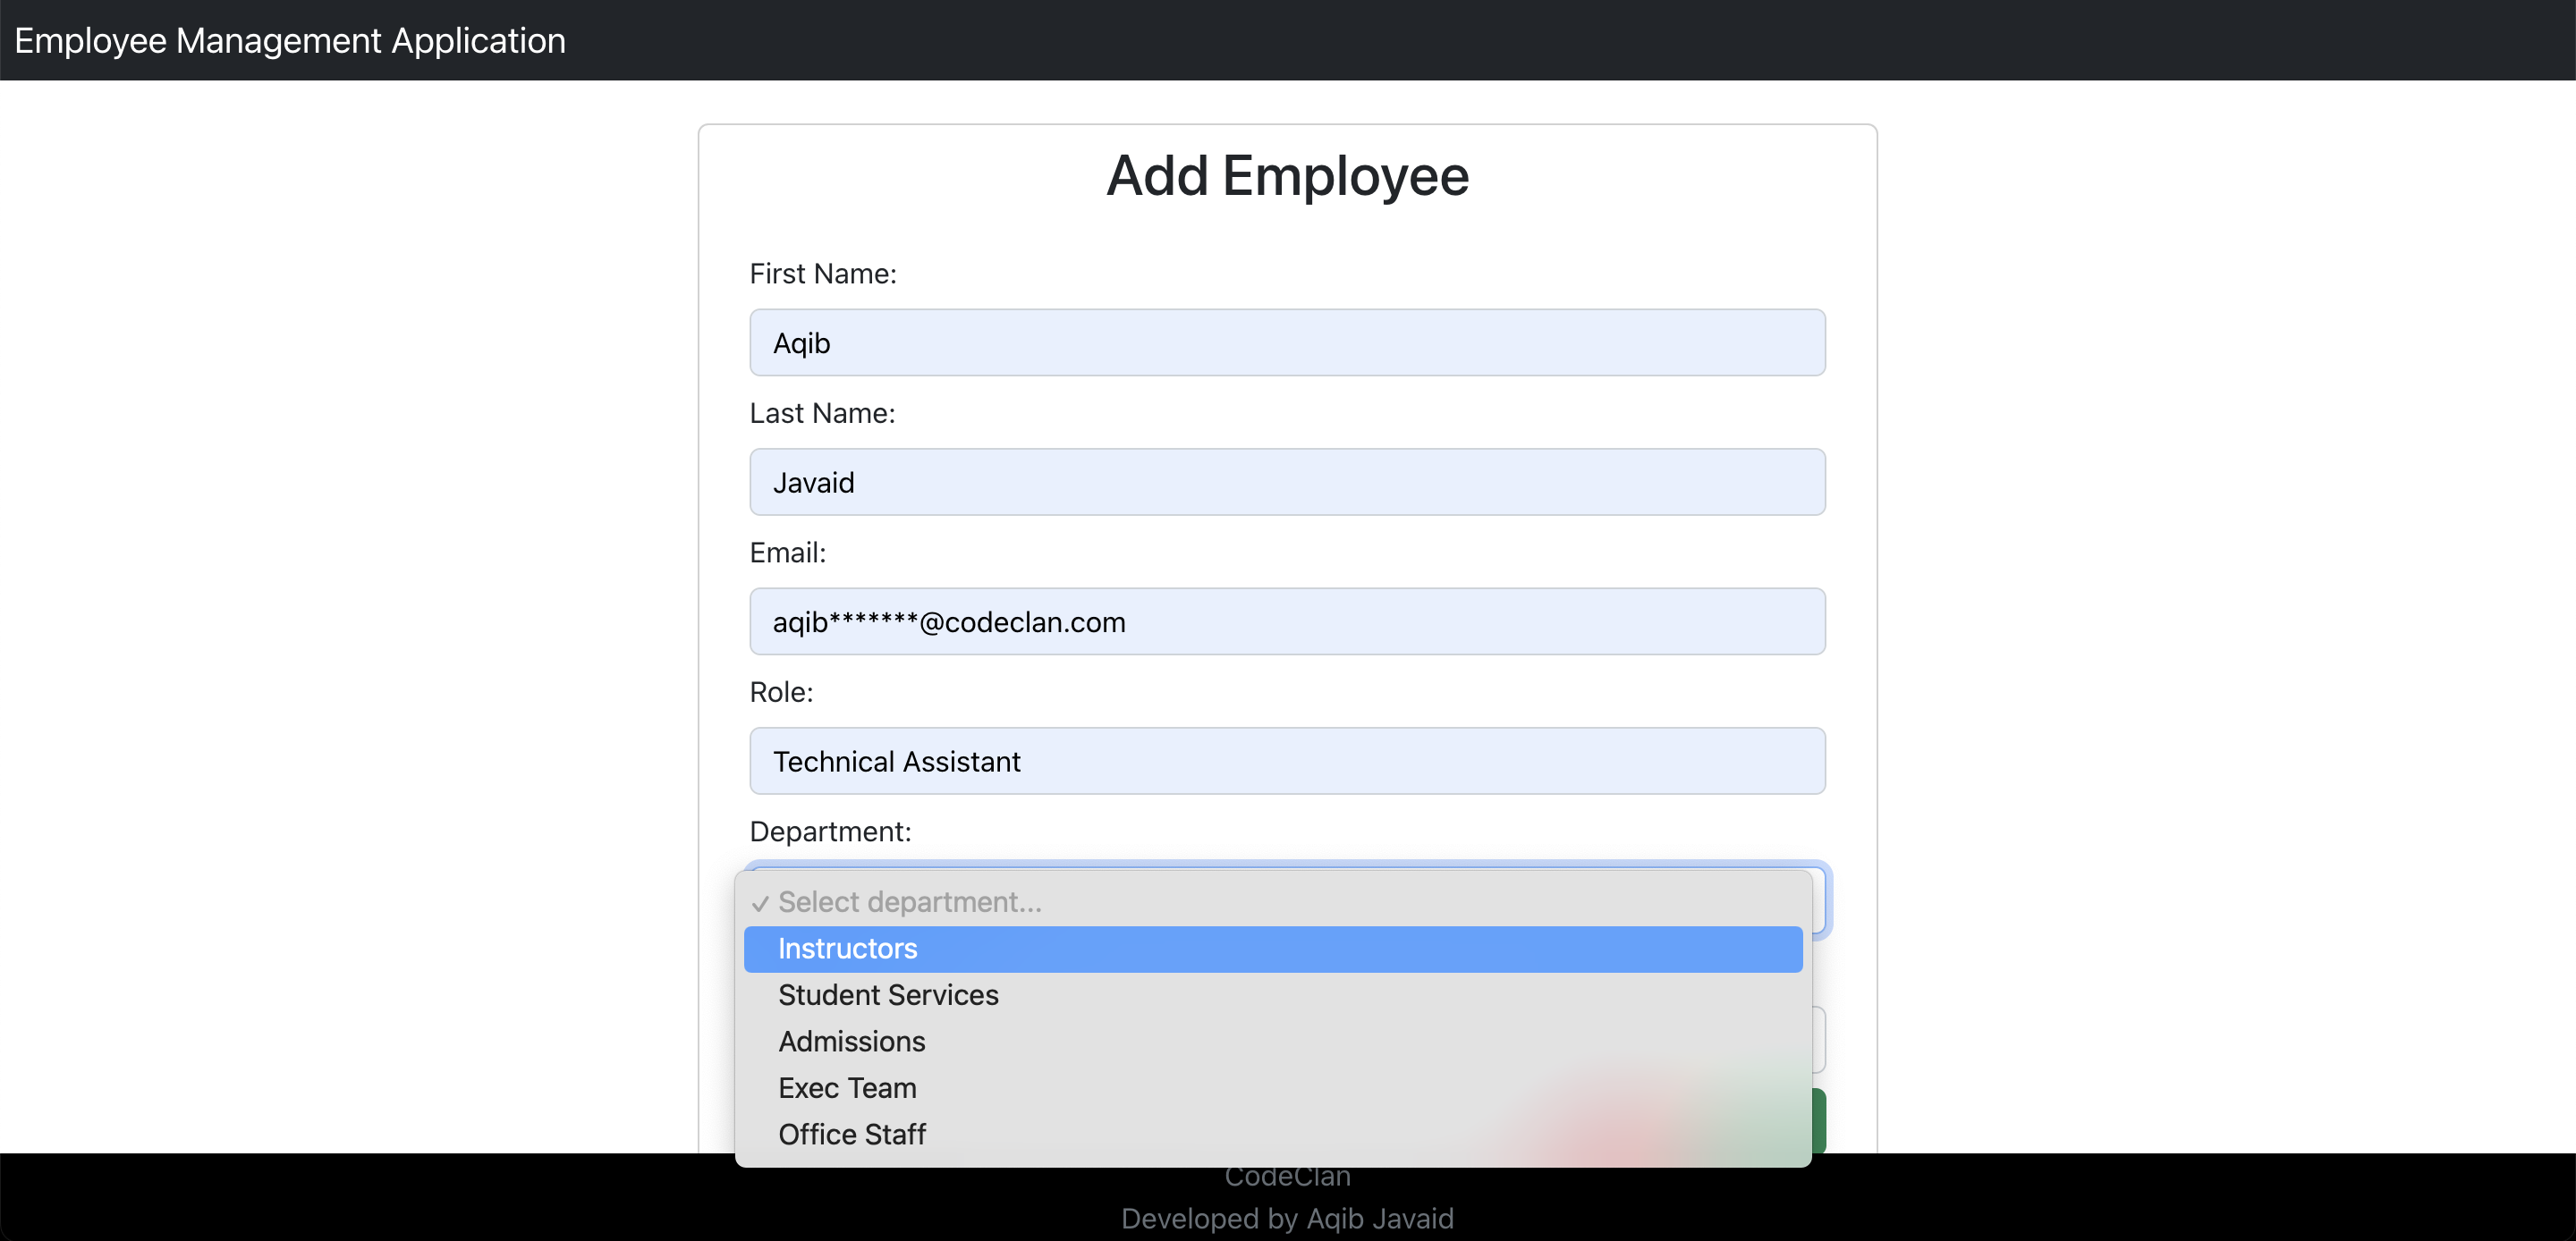 Employee Management Application
Add Employee
First Name:
Aqib
Last Name:
Javaid
Email:
aqib*******@codeclan.com
Role:
Technical Assistant
Department:
✓ Select department...
Instructors
Student Services
Admissions
Exec Team
Office Staff
CodeClan
Developed by Aqib Javaid